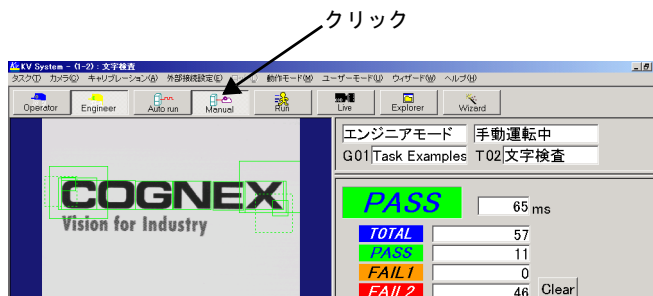 クリック
KV System - (1-2) : 文字検査
タスク(T) カメラ(C) キャリブレーション(A) 外部接続設定(E) 動作モード(M) ユーザーモード(U) ウィザード(W) ヘルプ(H)
Operator Engineer Auto run Manual Run Live Explorer Wizard
エンジニアモード 手動運転中
G01 Task Examples T02 文字検査
COGNEX
Vision for Industry
PASS 65 ms
TOTAL 57
PASS 11
FAIL1 0
FAIL2 46 Clear